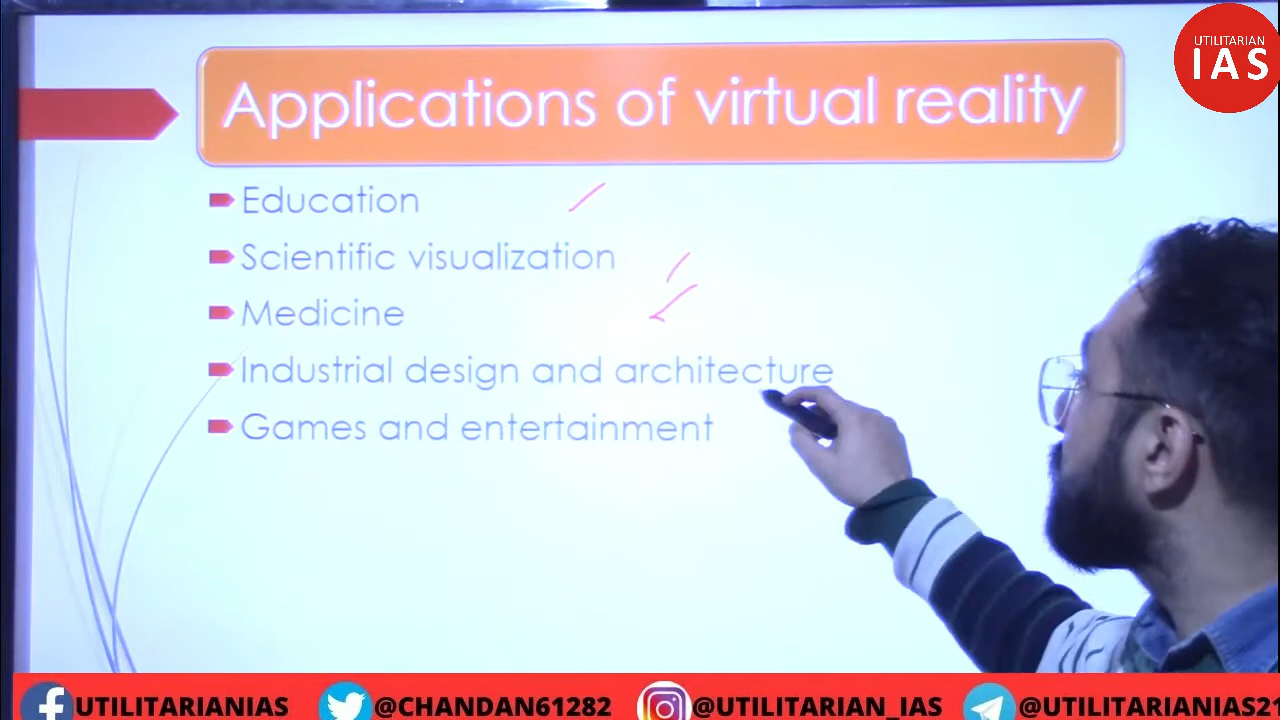 UTILITARIAN
IAS
Applications of virtual reality
Education
Scientific visualization
Medicine
Industrial design and architecture
Games and entertainment
UTILITARIANIAS
@CHANDAN61282
@UTILITARIAN_IAS
@UTILITARIANIAS21